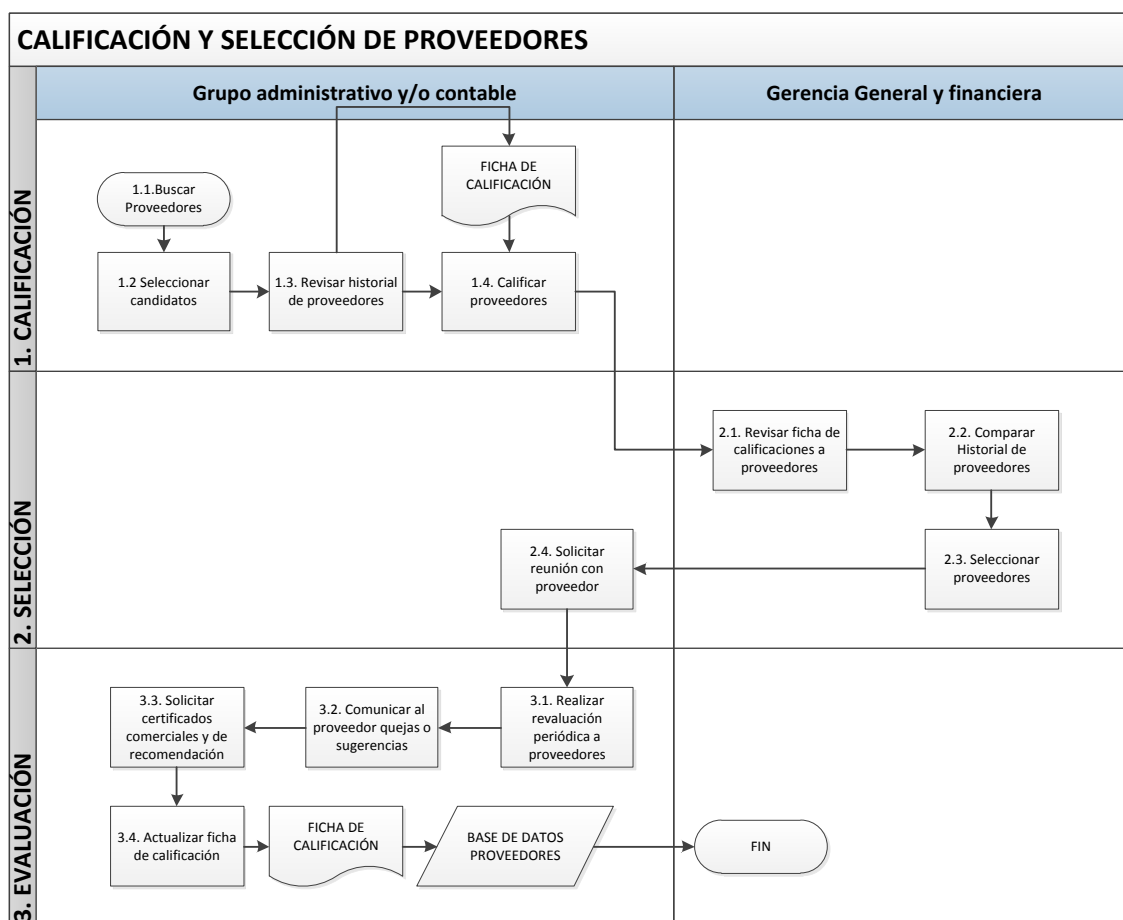 CALIFICACIÓN Y SELECCIÓN DE PROVEEDORES
Grupo administrativo y/o contable
Gerencia General y financiera
1. CALIFICACIÓN
FICHA DE
CALIFICACIÓN
1.1.Buscar
Proveedores
1.2 Seleccionar
candidatos
1.3. Revisar historial
de proveedores
1.4. Calificar
proveedores
2. SELECCIÓN
2.1. Revisar ficha de
calificaciones a
proveedores
2.2. Comparar
Historial de
proveedores
2.3. Seleccionar
proveedores
2.4. Solicitar
reunión con
proveedor
3. EVALUACIÓN
3.1. Realizar
revaluación
periódica a
proveedores
3.2. Comunicar al
proveedor quejas o
sugerencias
3.3. Solicitar
certificados
comerciales y de
recomendación
3.4. Actualizar ficha
de calificación
FICHA DE
CALIFICACIÓN
BASE DE DATOS
PROVEEDORES
FIN